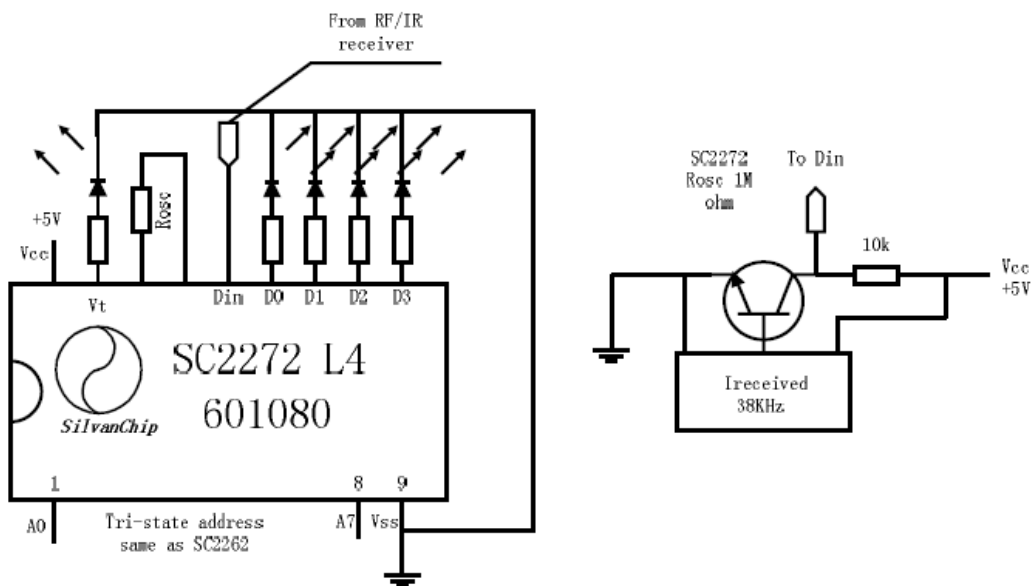 From RF/IR
receiver
+5V
Vcc
Rosc
Vt
Din
D0
D1
D2
D3
SC2272 L4
601080
SilvanChip
1
8
9
A0
Tri-state address
same as SC2262
A7
Vss
SC2272
Rosc 1M
ohm
To Din
10k
Vcc
+5V
Ireceived
38KHz